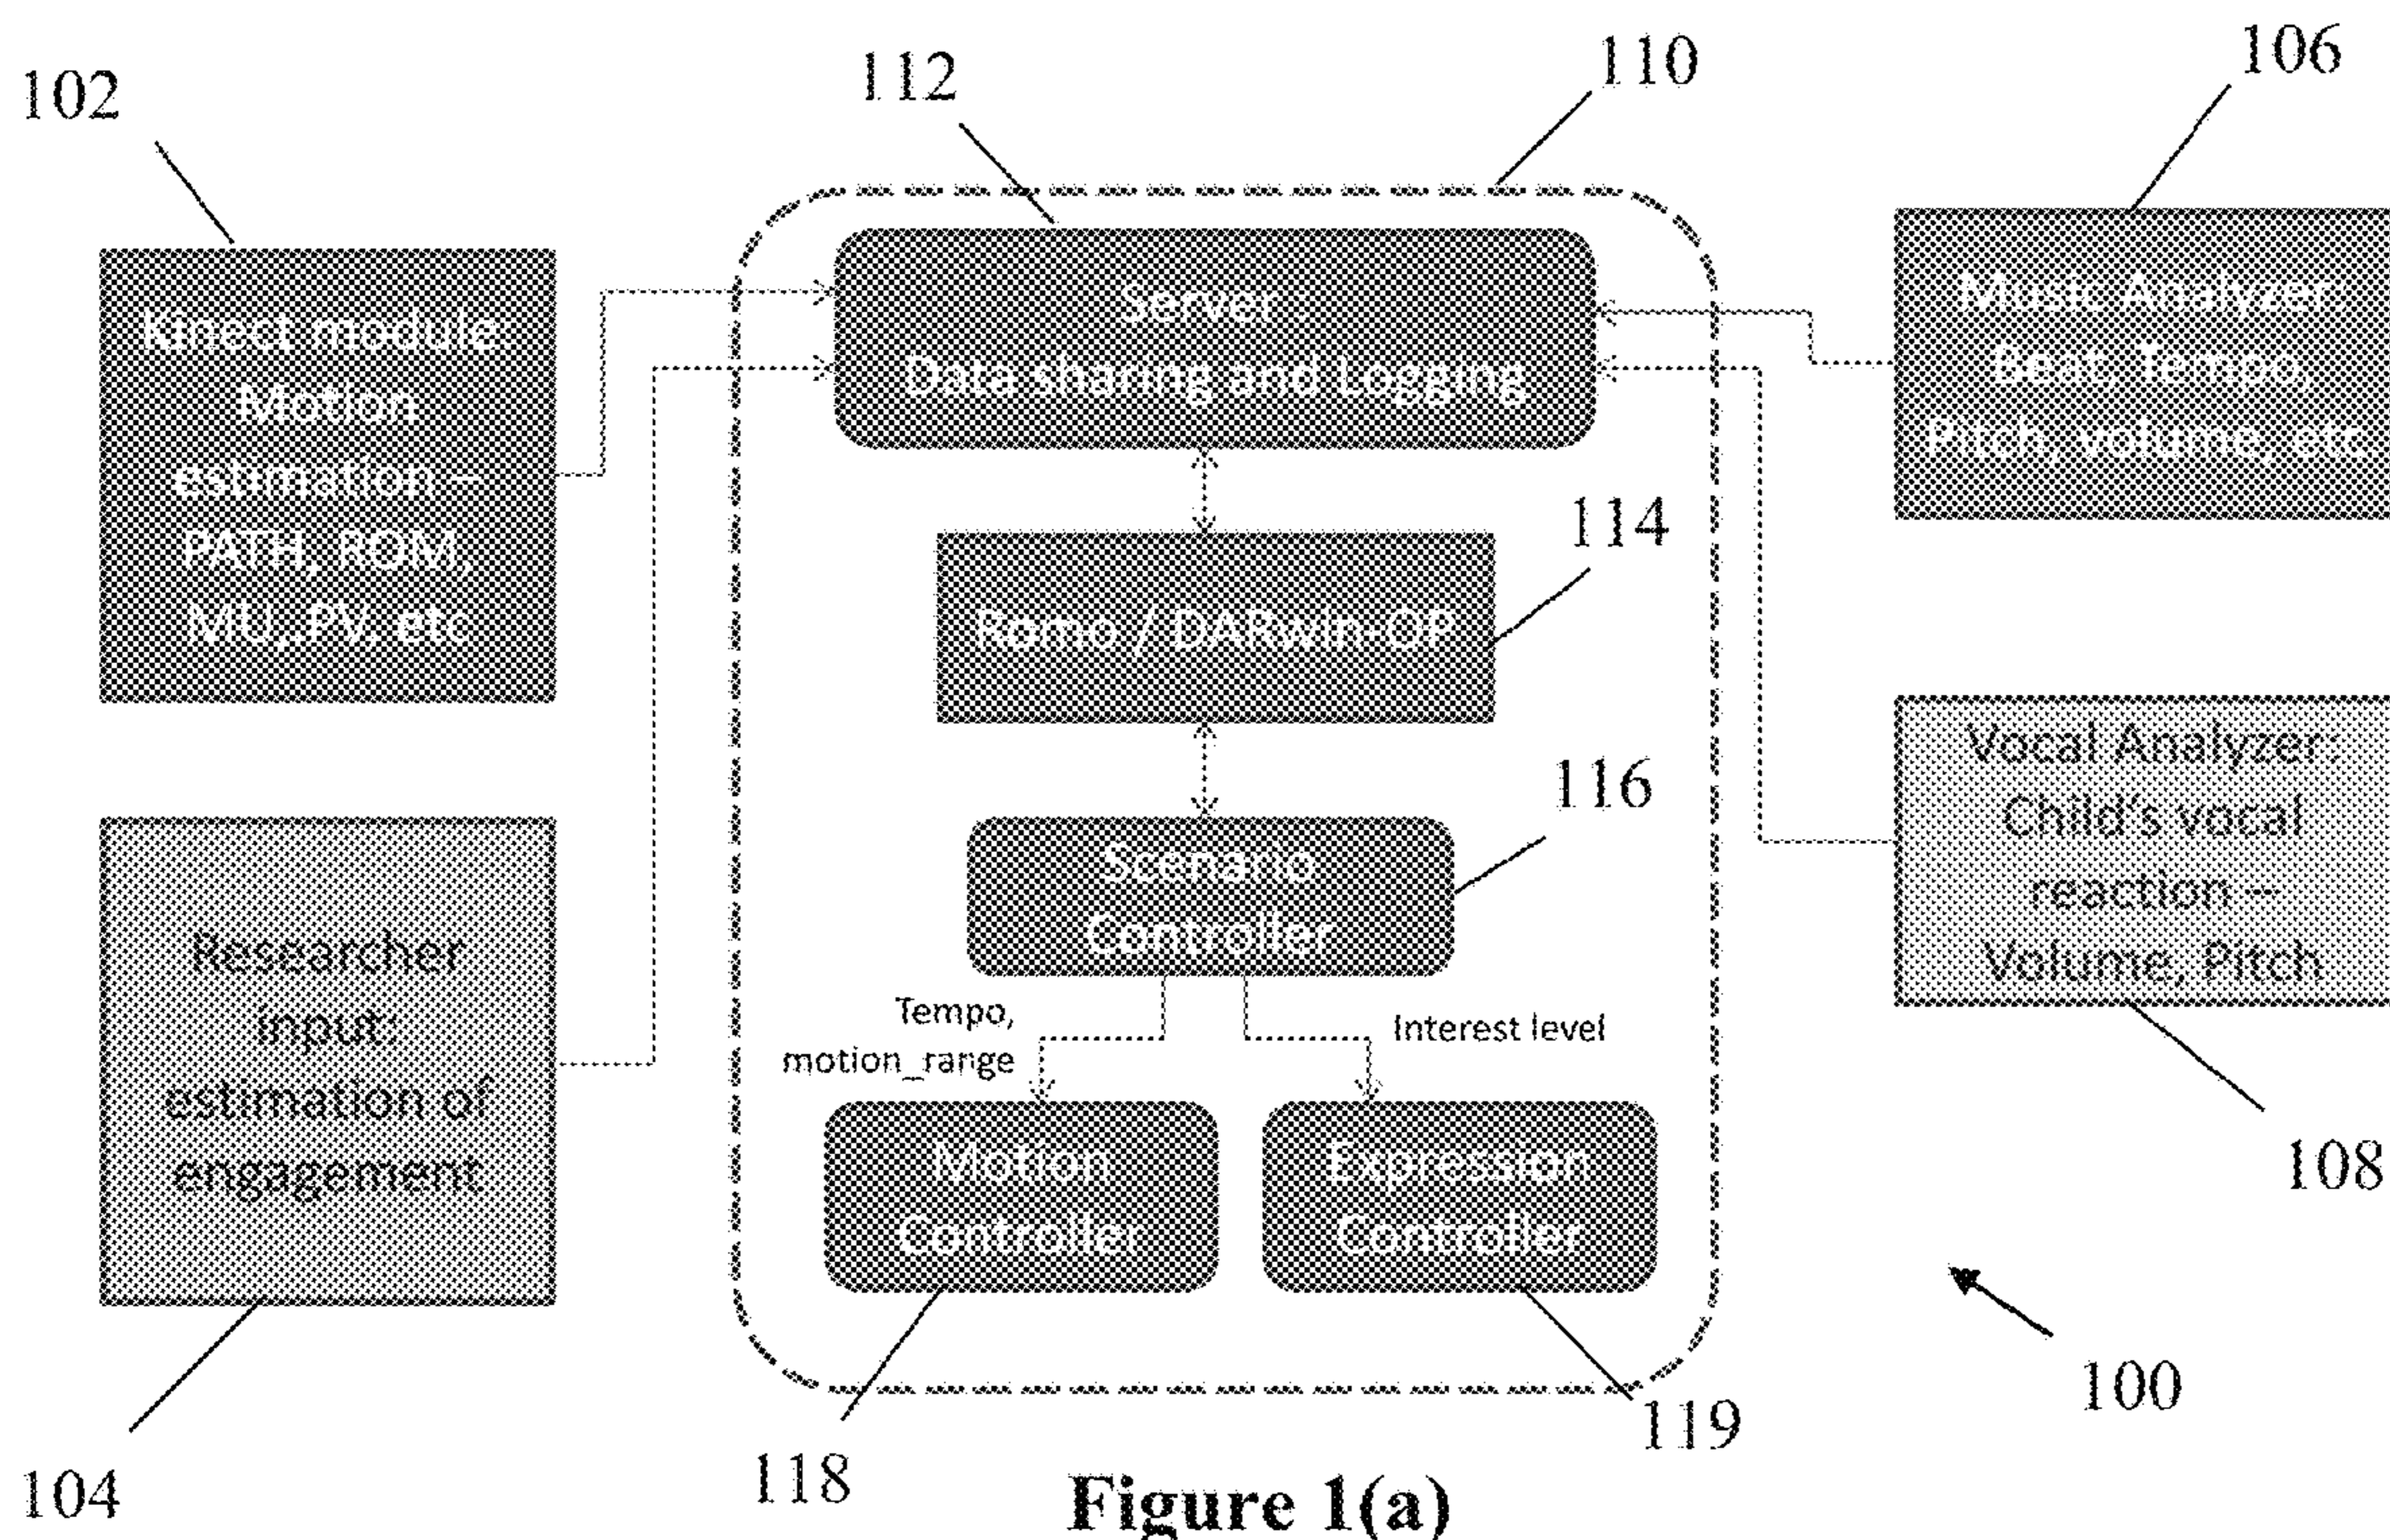 102
112
110
106
Kinect module
Motion
estimation –
PATH, ROM,
MU, PV, etc
Server
Data sharing and Logging
Music Analyzer
Beat, Tempo,
Pitch, volume, etc
114
Romo / DARwin-OP
116
Scenario
Controller
Vocal Analyzer:
Child's vocal
reaction –
Volume, Pitch
Researcher
input:
estimation of
engagement
Tempo,
motion_range
Interest level
Motion
Controller
Expression
Controller
108
100
119
118
104
Figure 1(a)